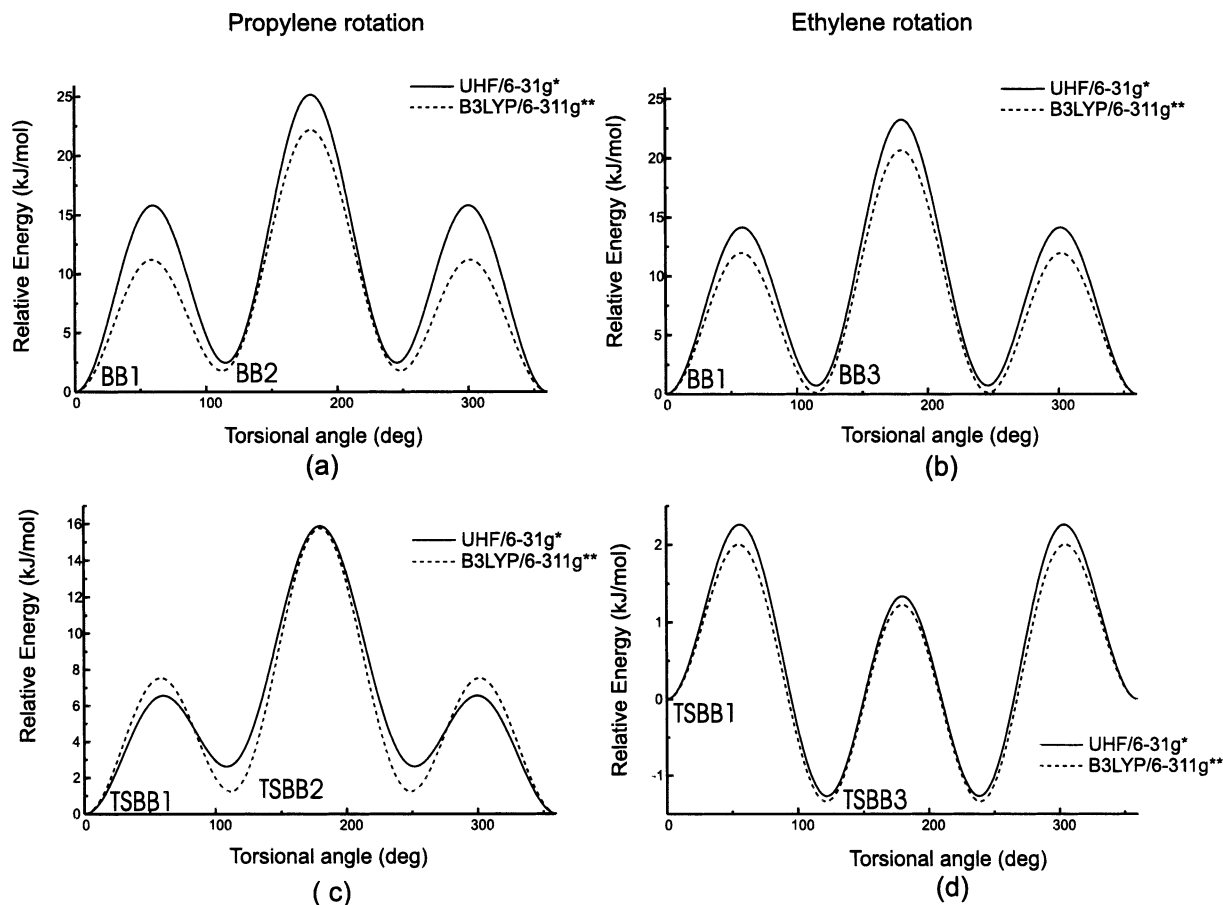 Propylene rotation
Ethylene rotation
UHF/6-31g*
B3LYP/6-311g**
25
20
15
10
5
0
0 100 200 300
BB1
BB2
Relative Energy (kJ/mol)
Torsional angle (deg)
(a)
UHF/6-31g*
B3LYP/6-311g**
25
20
15
10
5
0
0 100 200 300
BB1
BB3
Relative Energy (kJ/mol)
Torsional angle (deg)
(b)
UHF/6-31g*
B3LYP/6-311g**
16
14
12
10
8
6
4
2
0
0 100 200 300
TSBB1
TSBB2
Relative Energy (kJ/mol)
Torsional angle (deg)
( c)
2
1
0
-1
0 100 200 300
TSBB1
TSBB3
UHF/6-31g*
B3LYP/6-311g**
Relative Energy (kJ/mol)
Torsional angle (deg)
(d)